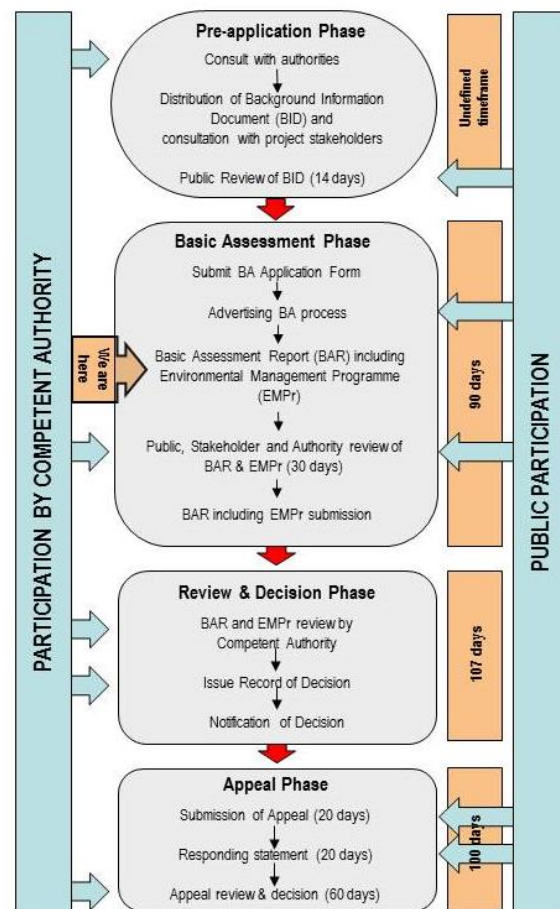 PARTICIPATION BY COMPETENT AUTHORITY
Pre-application Phase
Consult with authorities
Distribution of Background Information
Document (BID) and
consultation with project stakeholders
Public Review of BID (14 days)
Undefined
timeframe
PUBLIC PARTICIPATION
Basic Assessment Phase
Submit BA Application Form
Advertising BA process
We are
here
Basic Assessment Report (BAR) including
Environmental Management Programme
(EMPr)
Public, Stakeholder and Authority review of
BAR & EMPr (30 days)
BAR including EMPr submission
90 days
Review & Decision Phase
BAR and EMPr review by
Competent Authority
Issue Record of Decision
Notification of Decision
107 days
Appeal Phase
Submission of Appeal (20 days)
Responding statement (20 days)
Appeal review & decision (60 days)
100 days